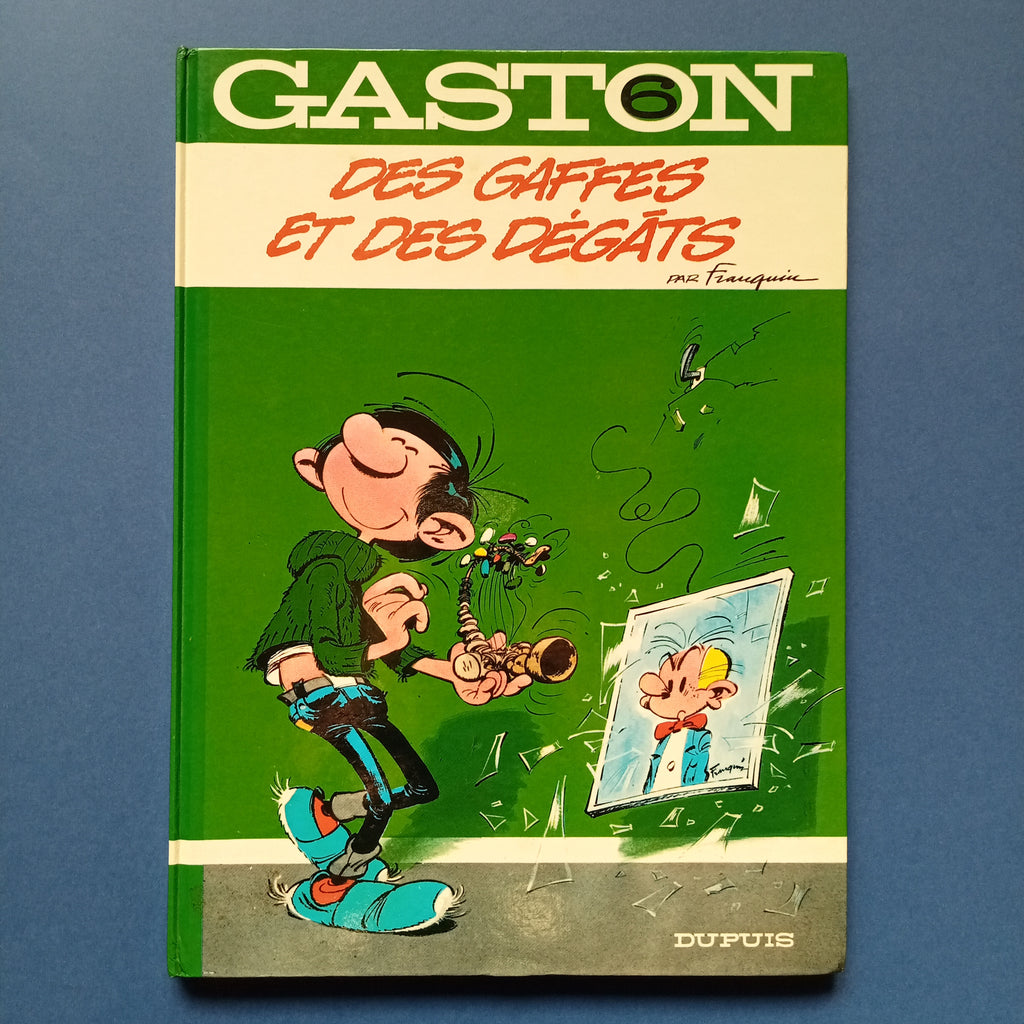 GASTON
6
DES GAFFES
ET DES DÉGÂTS
PAR Franquin
Franquin
DUPUIS